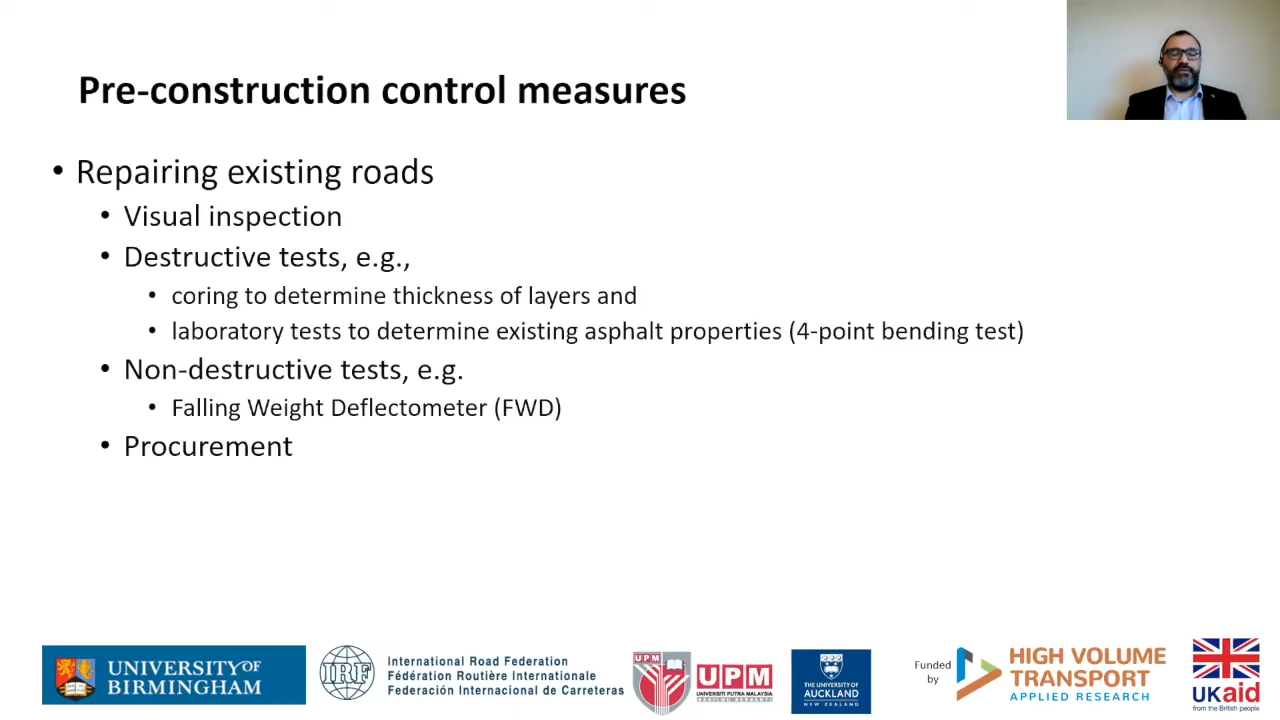 Pre-construction control measures
• Repairing existing roads
• Visual inspection
• Destructive tests, e.g.,
• coring to determine thickness of layers and
• laboratory tests to determine existing asphalt properties (4-point bending test)
• Non-destructive tests, e.g.
• Falling Weight Deflectometer (FWD)
• Procurement
UNIVERSITY OF
BIRMINGHAM
IRF
International Road Federation
Fédération Routière Internationale
Federación Internacional de Carreteras
UPM
UPM
UNIVERSITI PUTRA MALAYSIA
THE UNIVERSITY OF
AUCKLAND
NEW ZEALAND
Funded
by
HIGH VOLUME
TRANSPORT
APPLIED RESEARCH
UKaid
from the British people